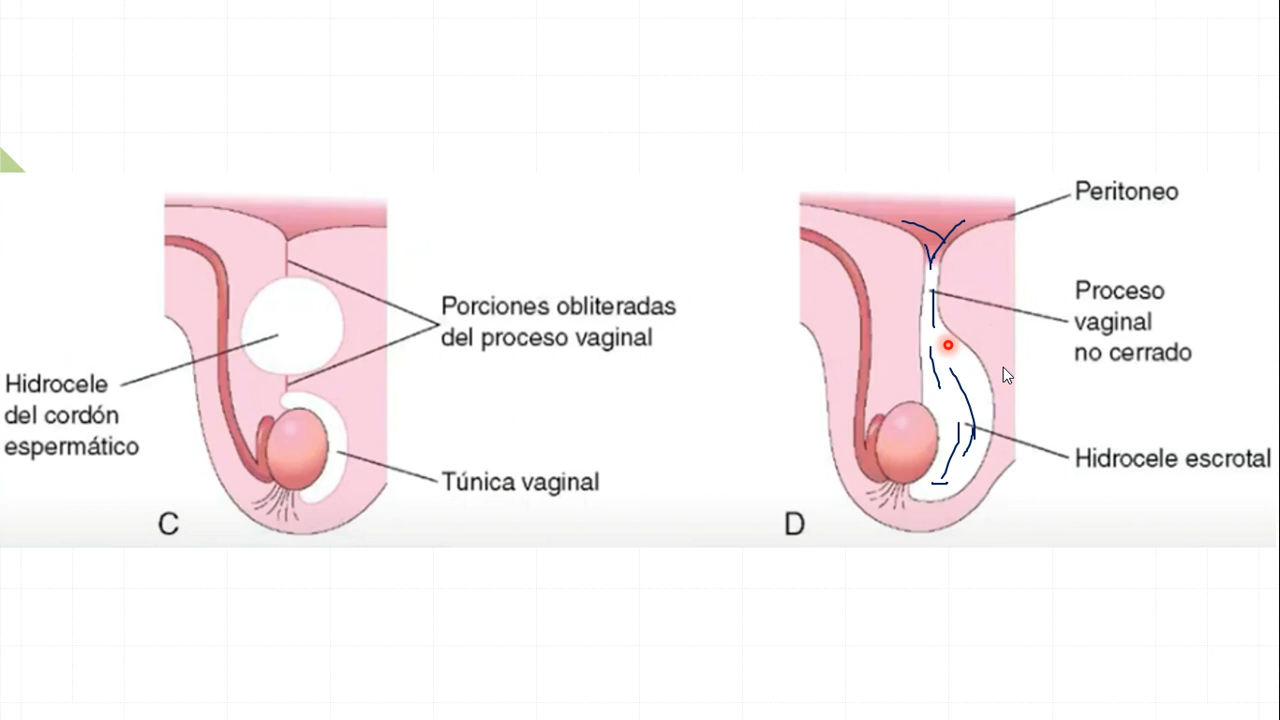 Hidrocele
del cordón
espermático
Porciones obliteradas
del proceso vaginal
Túnica vaginal
C
Peritoneo
Proceso
vaginal
no cerrado
Hidrocele escrotal
D